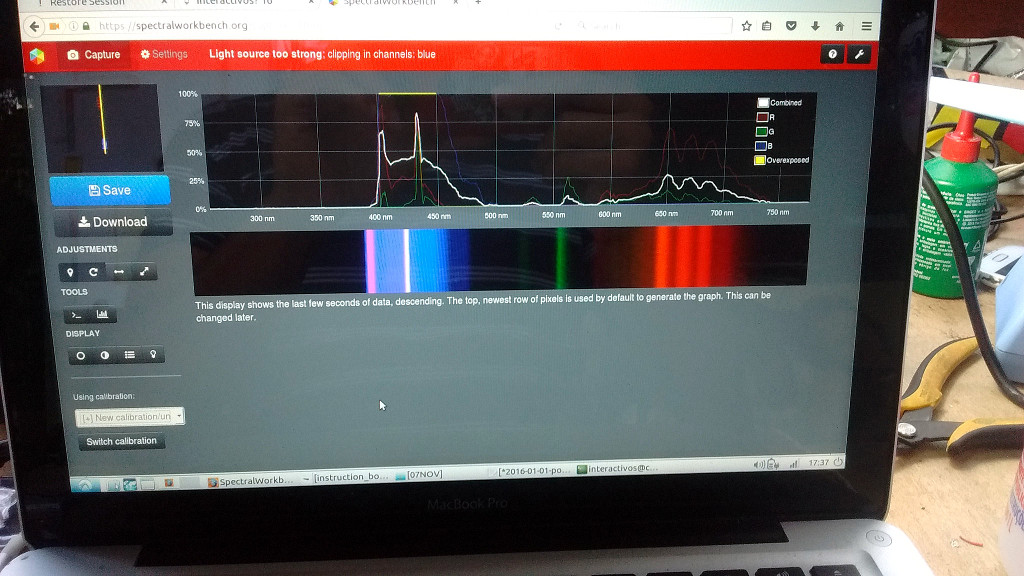 Restore Session
Interactivos? 16
SpectralWorkbench
https://spectralworkbench.org
Search
Capture
Settings
Light source too strong: clipping in channels: blue
100%
75%
50%
25%
0%
Combined
R
G
B
Overexposed
300 nm
350 nm
400 nm
450 nm
500 nm
550 nm
600 nm
650 nm
700 nm
750 nm
Save
Download
ADJUSTMENTS
TOOLS
DISPLAY
This display shows the last few seconds of data, descending. The top, newest row of pixels is used by default to generate the graph. This can be
changed later.
Using calibration:
[+] New calibration/un
Switch calibration
SpectralWorkb...
[instruction_bo...
[07NOV]
[*2016-01-01-po...
interactivos@c...
17:37
MacBook Pro